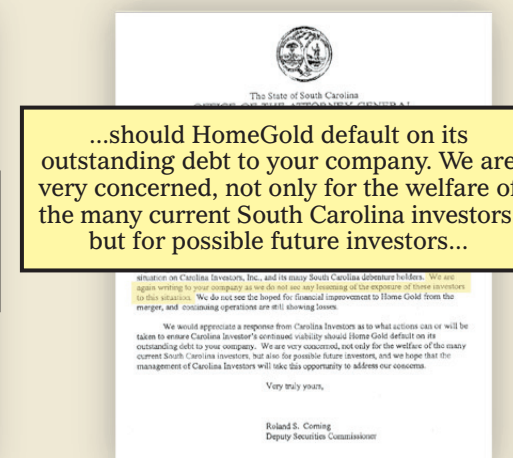 The State of South Carolina
OFFICE OF THE ATTORNEY GENERAL
...should HomeGold default on its
outstanding debt to your company. We are
very concerned, not only for the welfare of
the many current South Carolina investors
but for possible future investors...
situation on Carolina Investors, Inc., and its many South Carolina debenture holders. We are
again writing to your company as we do not see any lessening of the exposure of these investors
to this situation. We do not see the hoped for financial improvement to Home Gold from the
merger, and continuing operations are still showing losses.
We would appreciate a response from Carolina Investors as to what actions can or will be
taken to ensure Carolina Investor's continued viability should Home Gold default on its
outstanding debt to your company. We are very concerned, not only for the welfare of the many
current South Carolina investors, but also for possible future investors, and we hope that the
management of Carolina Investors will take this opportunity to address our concerns.
Very truly yours,
Roland S. Corning
Deputy Securities Commissioner